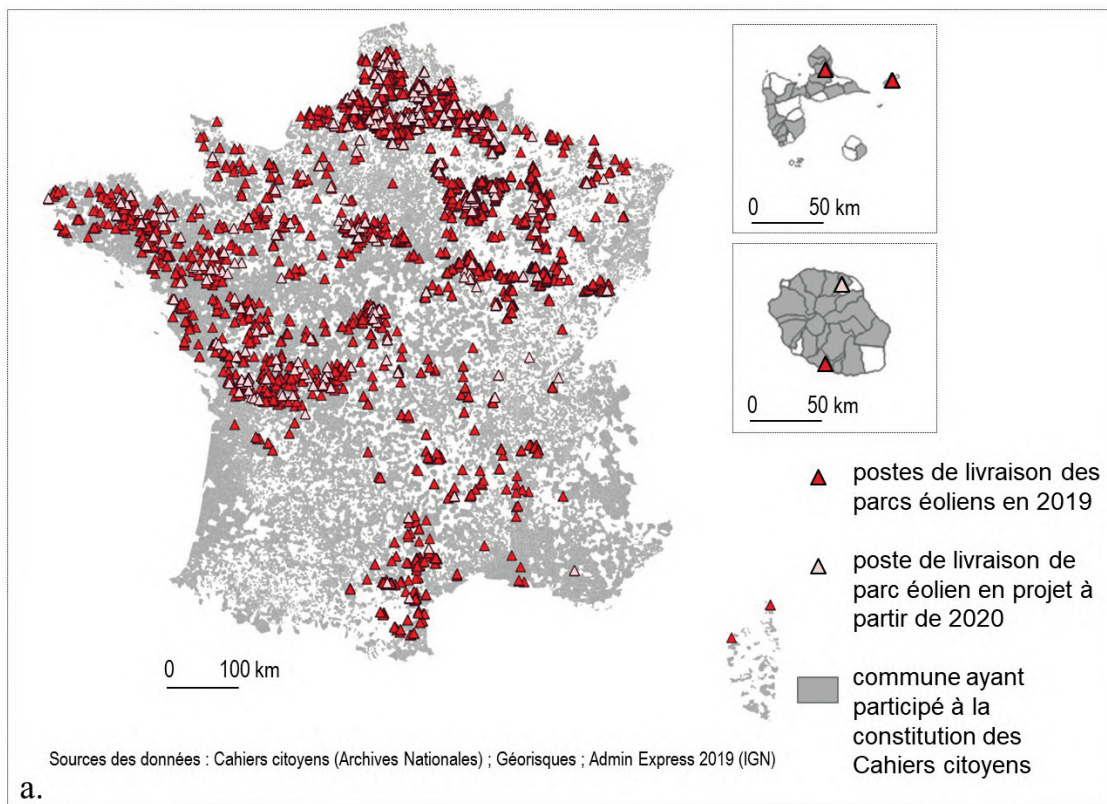 0 50 km
0 50 km
postes de livraison des
parcs éoliens en 2019
poste de livraison de
parc éolien en projet à
partir de 2020
commune ayant
participé à la
constitution des
Cahiers citoyens
0 100 km
Sources des données : Cahiers citoyens (Archives Nationales) ; Géorisques ; Admin Express 2019 (IGN)
a.